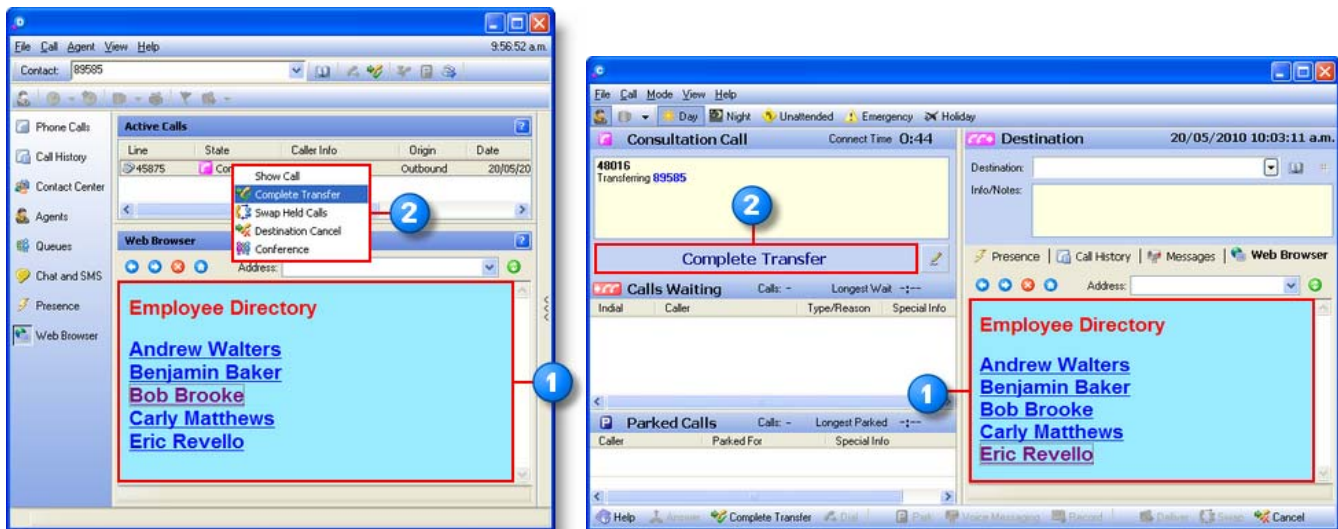 File Call Agent View Help 9:56:52 a.m.
Contact: 89585
Phone Calls
Call History
Contact Center
Agents
Queues
Chat and SMS
Presence
Web Browser
Active Calls
Line State Caller Info Origin Date
45875 Con Outbound 20/05/20
Show Call
Complete Transfer
Swap Held Calls
Destination Cancel
Conference
2
Web Browser
Address:
Employee Directory
Andrew Walters
Benjamin Baker
Bob Brooke
Carly Matthews
Eric Revello
1
File Call Mode View Help
Day Night Unattended Emergency Holiday
Consultation Call Connect Time 0:44
48016
Transferring 89585
2
Complete Transfer
Calls Waiting Calls: - Longest Wait -:--
Indial Caller Type/Reason Special Info
Parked Calls Calls: - Longest Parked -:--
Caller Parked For Special Info
Destination 20/05/2010 10:03:11 a.m.
Destination:
Info/Notes:
Presence Call History Messages Web Browser
Address:
Employee Directory
Andrew Walters
Benjamin Baker
Bob Brooke
Carly Matthews
Eric Revello
1
Help Answer Complete Transfer Dial Park Voice Messaging Record Deliver Swap Cancel